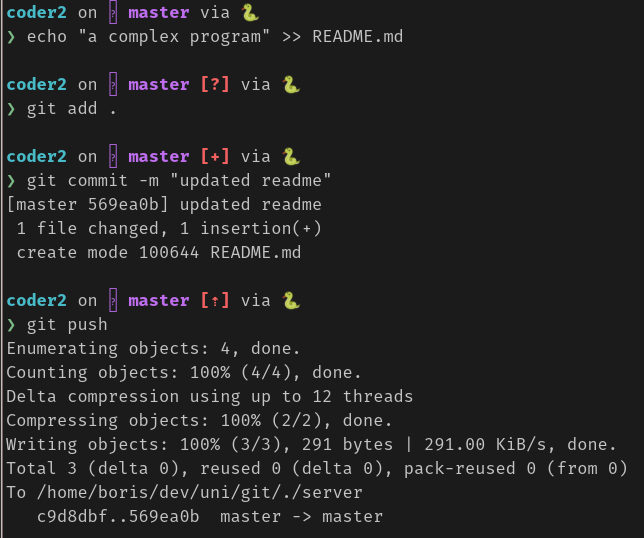 coder2 on master via 🐍
❯ echo "a complex program" >> README.md
coder2 on master [?] via 🐍
❯ git add .
coder2 on master [+] via 🐍
❯ git commit -m "updated readme"
[master 569ea0b] updated readme
 1 file changed, 1 insertion(+)
 create mode 100644 README.md
coder2 on master [⇡] via 🐍
❯ git push
Enumerating objects: 4, done.
Counting objects: 100% (4/4), done.
Delta compression using up to 12 threads
Compressing objects: 100% (2/2), done.
Writing objects: 100% (3/3), 291 bytes | 291.00 KiB/s, done.
Total 3 (delta 0), reused 0 (delta 0), pack-reused 0 (from 0)
To /home/boris/dev/uni/git/./server
   c9d8dbf..569ea0b  master -> master